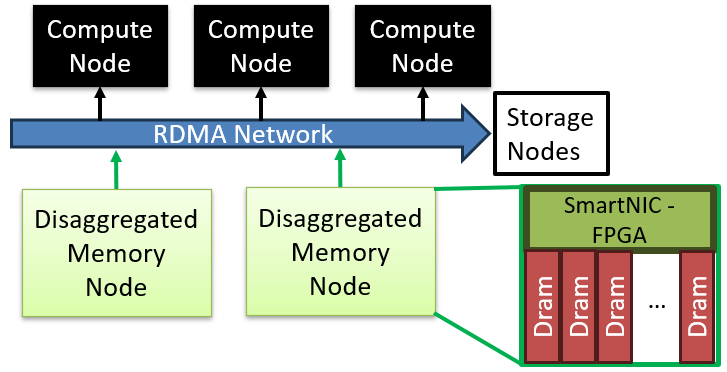 Compute
Node
Compute
Node
Compute
Node
RDMA Network
Storage
Nodes
Disaggregated
Memory
Node
Disaggregated
Memory
Node
SmartNIC -
FPGA
Dram
Dram
Dram
...
Dram